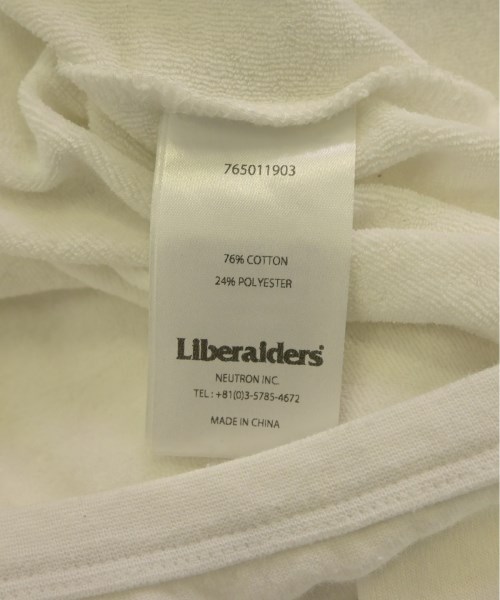 765011903
76% COTTON
24% POLYESTER
Liberaiders®
NEUTRON INC.
TEL : +81(0)3-5785-4672
MADE IN CHINA